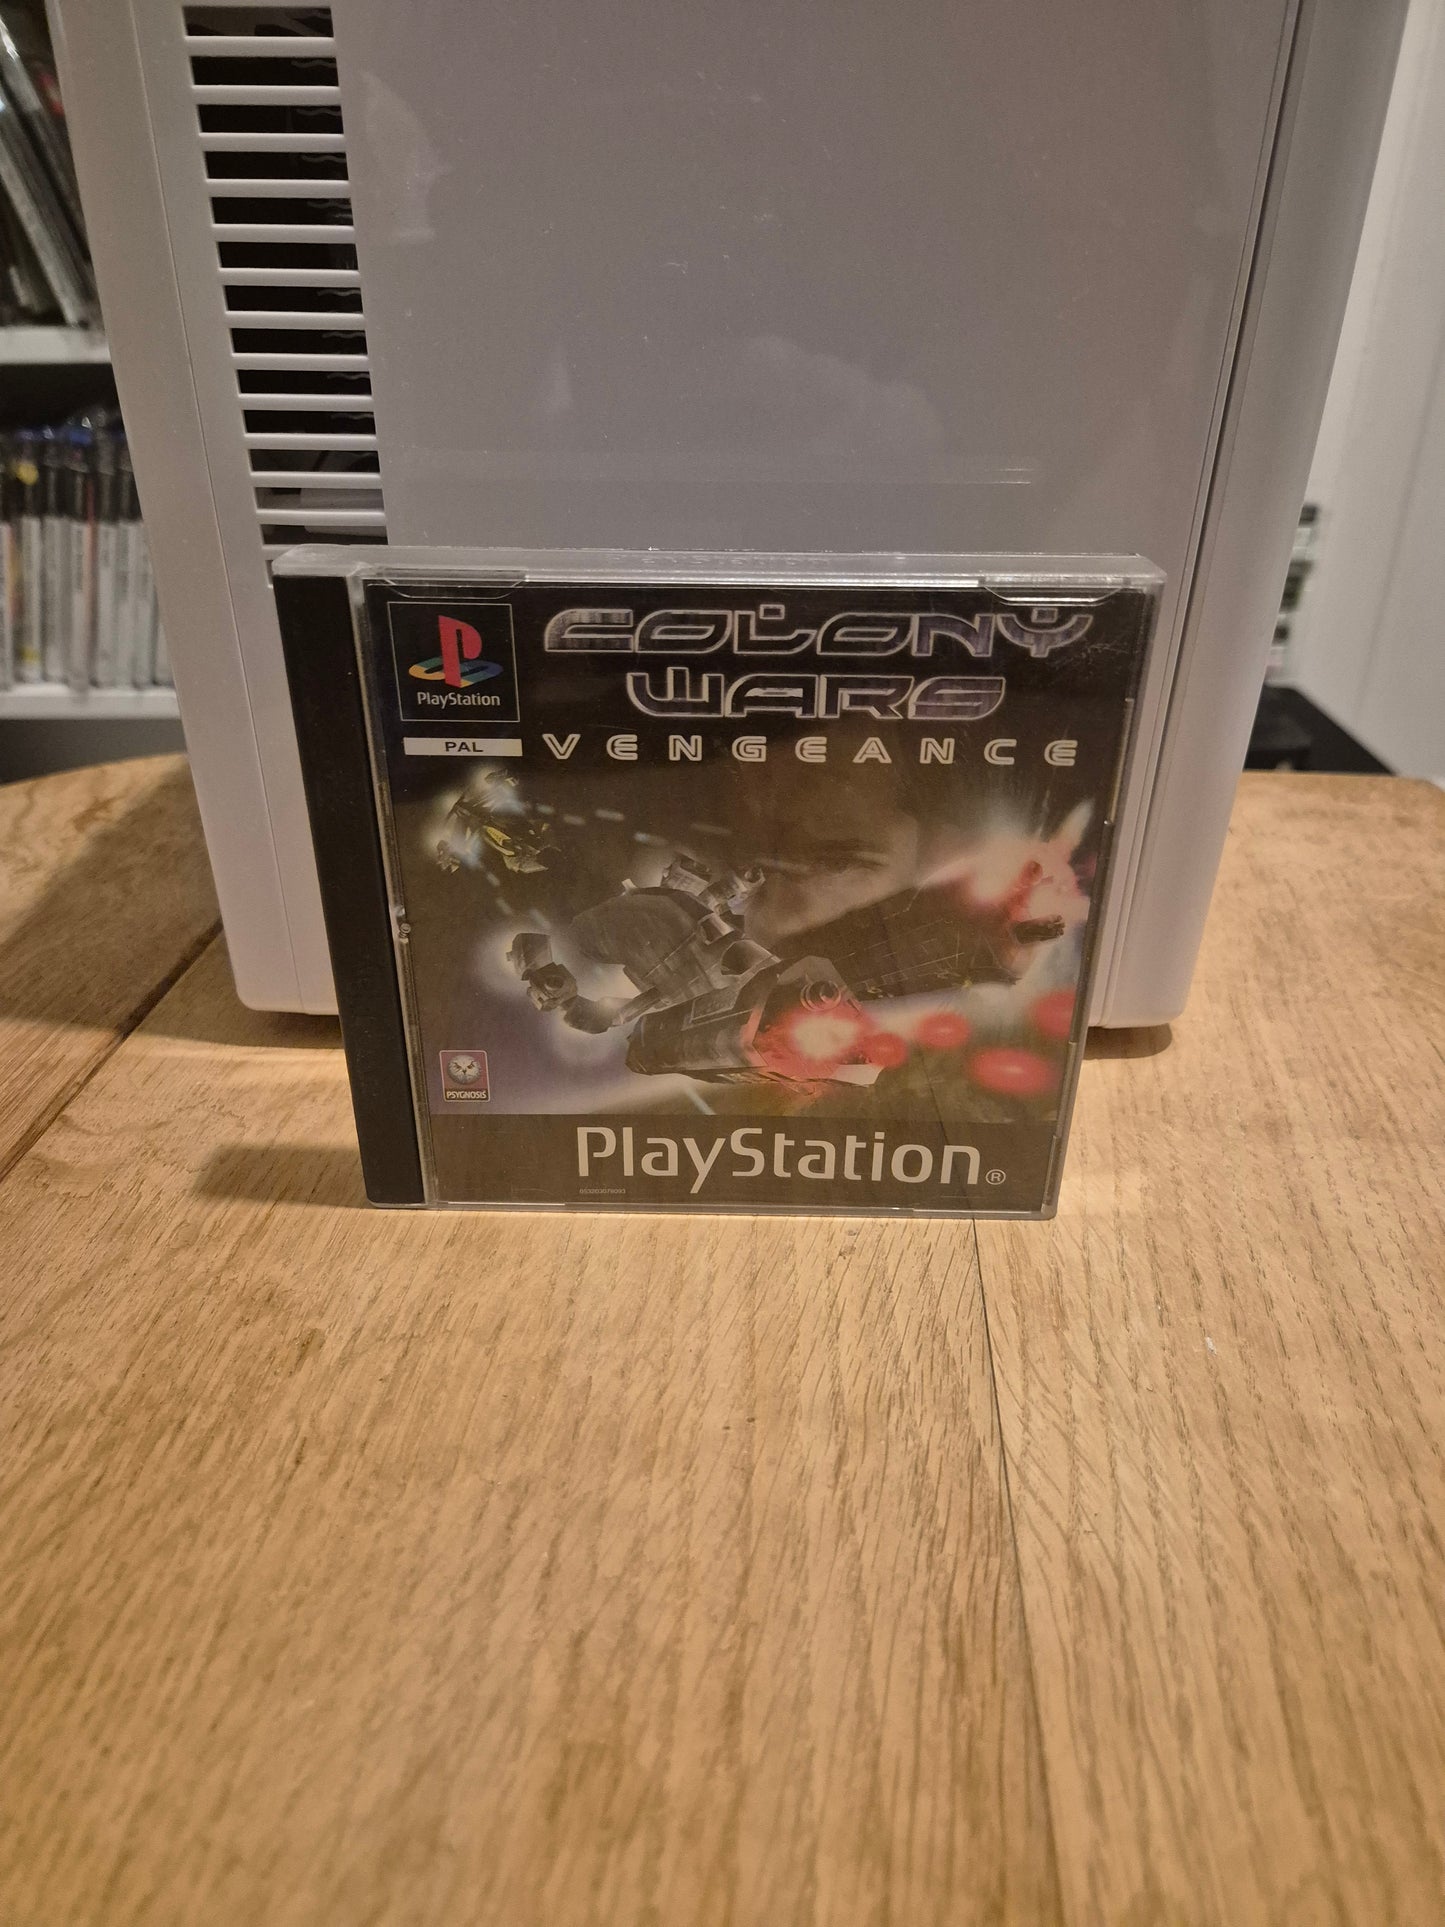 PlayStation
PAL
COLONY
WARS
VENGEANCE
PSYGNOSIS
PlayStation®